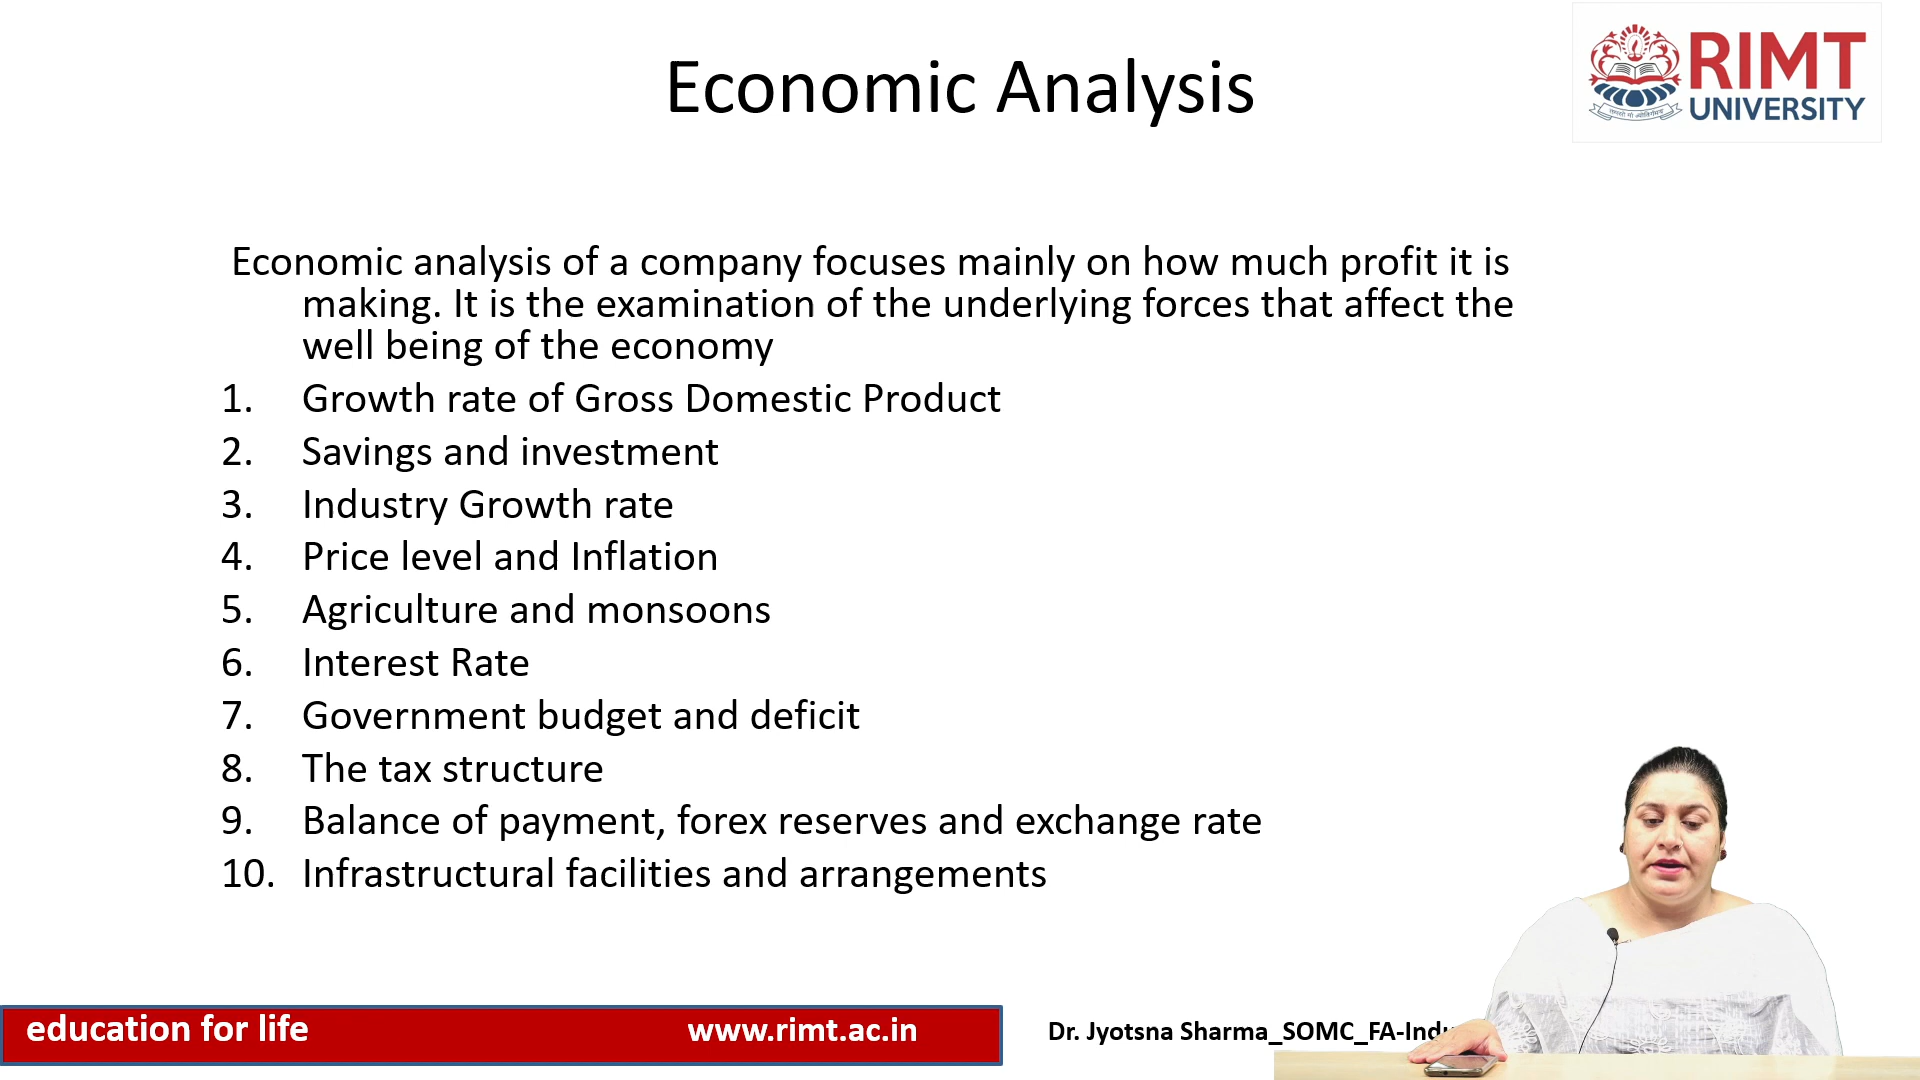 Economic Analysis
RIMT
UNIVERSITY
Economic analysis of a company focuses mainly on how much profit it is
making. It is the examination of the underlying forces that affect the
well being of the economy
1. Growth rate of Gross Domestic Product
2. Savings and investment
3. Industry Growth rate
4. Price level and Inflation
5. Agriculture and monsoons
6. Interest Rate
7. Government budget and deficit
8. The tax structure
9. Balance of payment, forex reserves and exchange rate
10. Infrastructural facilities and arrangements
education for life
www.rimt.ac.in
Dr. Jyotsna Sharma_SOMC_FA-Indu